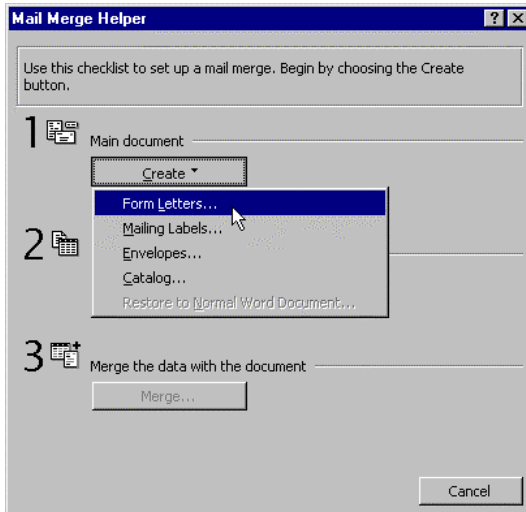 Mail Merge Helper
Use this checklist to set up a mail merge. Begin by choosing the Create
button.
1 Main document
Create
Form Letters...
Mailing Labels...
2
Envelopes...
Catalog...
Restore to Normal Word Document...
3 Merge the data with the document
Merge...
Cancel